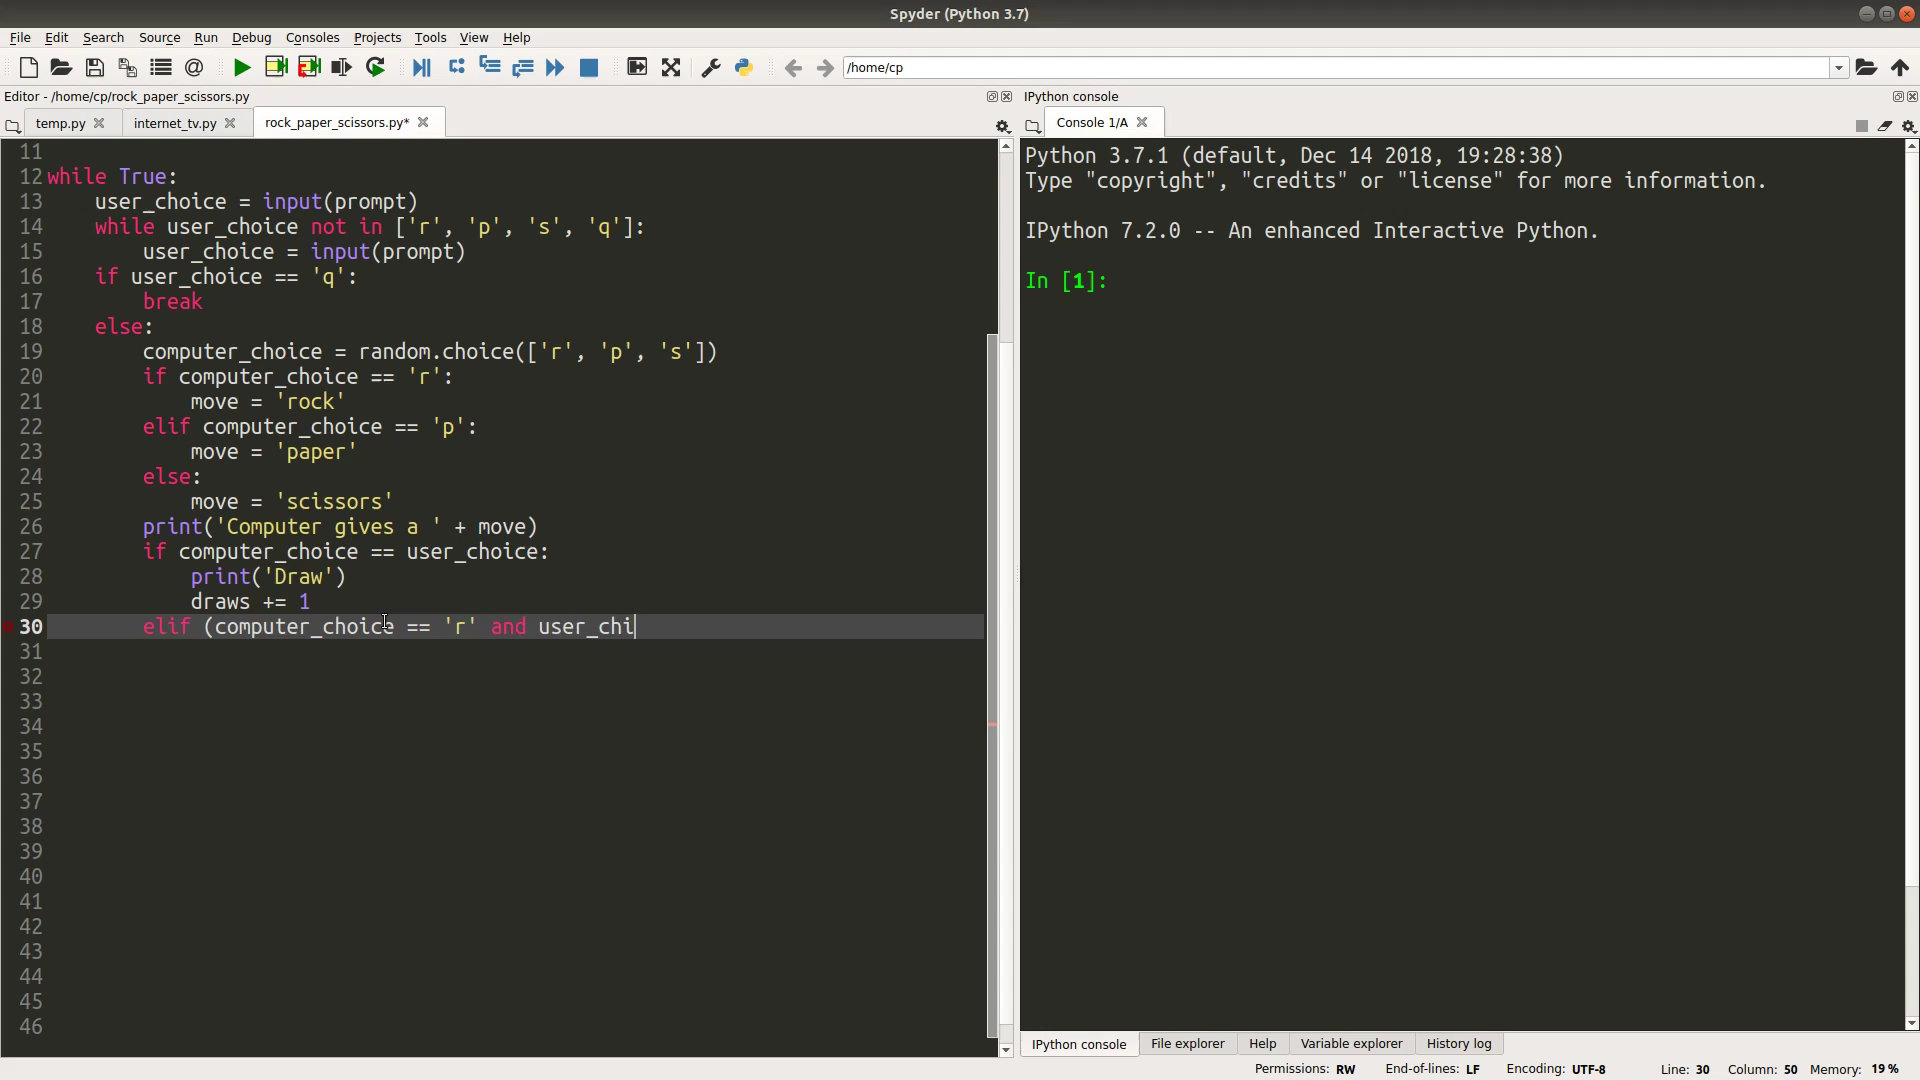 Spyder (Python 3.7)
File Edit Search Source Run Debug Consoles Projects Tools View Help
/home/cp
Editor - /home/cp/rock_paper_scissors.py
temp.py internet_tv.py rock_paper_scissors.py*
11
12 while True:
13     user_choice = input(prompt)
14     while user_choice not in ['r', 'p', 's', 'q']:
15         user_choice = input(prompt)
16     if user_choice == 'q':
17         break
18     else:
19         computer_choice = random.choice(['r', 'p', 's'])
20         if computer_choice == 'r':
21             move = 'rock'
22         elif computer_choice == 'p':
23             move = 'paper'
24         else:
25             move = 'scissors'
26         print('Computer gives a ' + move)
27         if computer_choice == user_choice:
28             print('Draw')
29             draws += 1
30         elif (computer_choice == 'r' and user_chi
31
32
33
34
35
36
37
38
39
40
41
42
43
44
45
46
IPython console
Console 1/A
Python 3.7.1 (default, Dec 14 2018, 19:28:38)
Type "copyright", "credits" or "license" for more information.
IPython 7.2.0 -- An enhanced Interactive Python.
In [1]:
IPython console File explorer Help Variable explorer History log
Permissions: RW End-of-lines: LF Encoding: UTF-8 Line: 30 Column: 50 Memory: 19 %